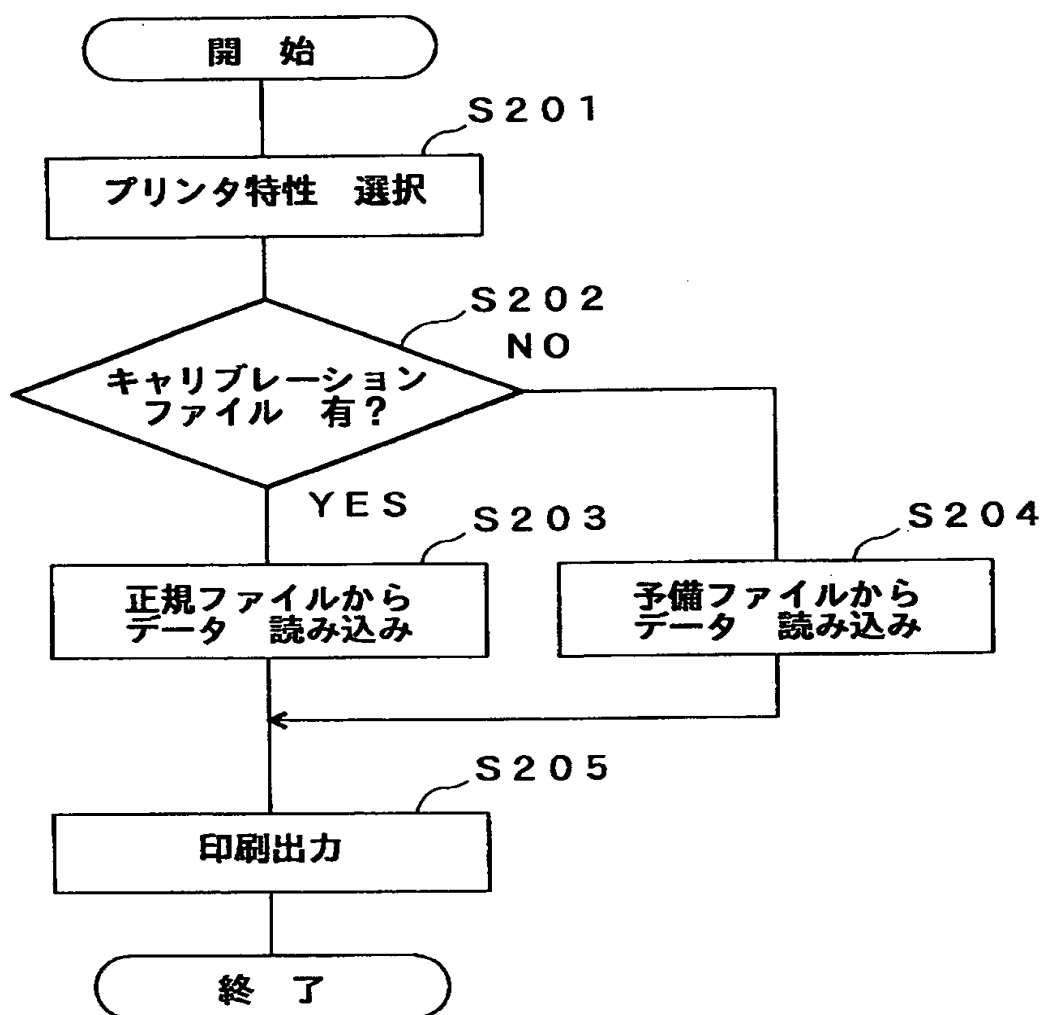 開　始
Ｓ２０１
プリンタ特性　選択
Ｓ２０２
ＮＯ
キャリブレーション
ファイル　有？
ＹＥＳ
Ｓ２０３
Ｓ２０４
正規ファイルから
データ　読み込み
予備ファイルから
データ　読み込み
Ｓ２０５
印刷出力
終　了